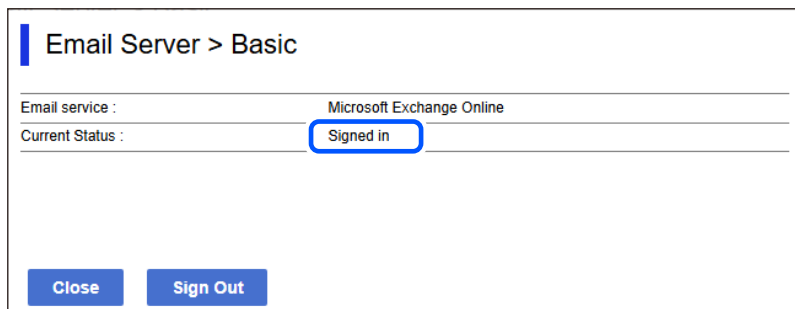 Email Server > Basic
Email service : Microsoft Exchange Online
Current Status : Signed in
Close Sign Out